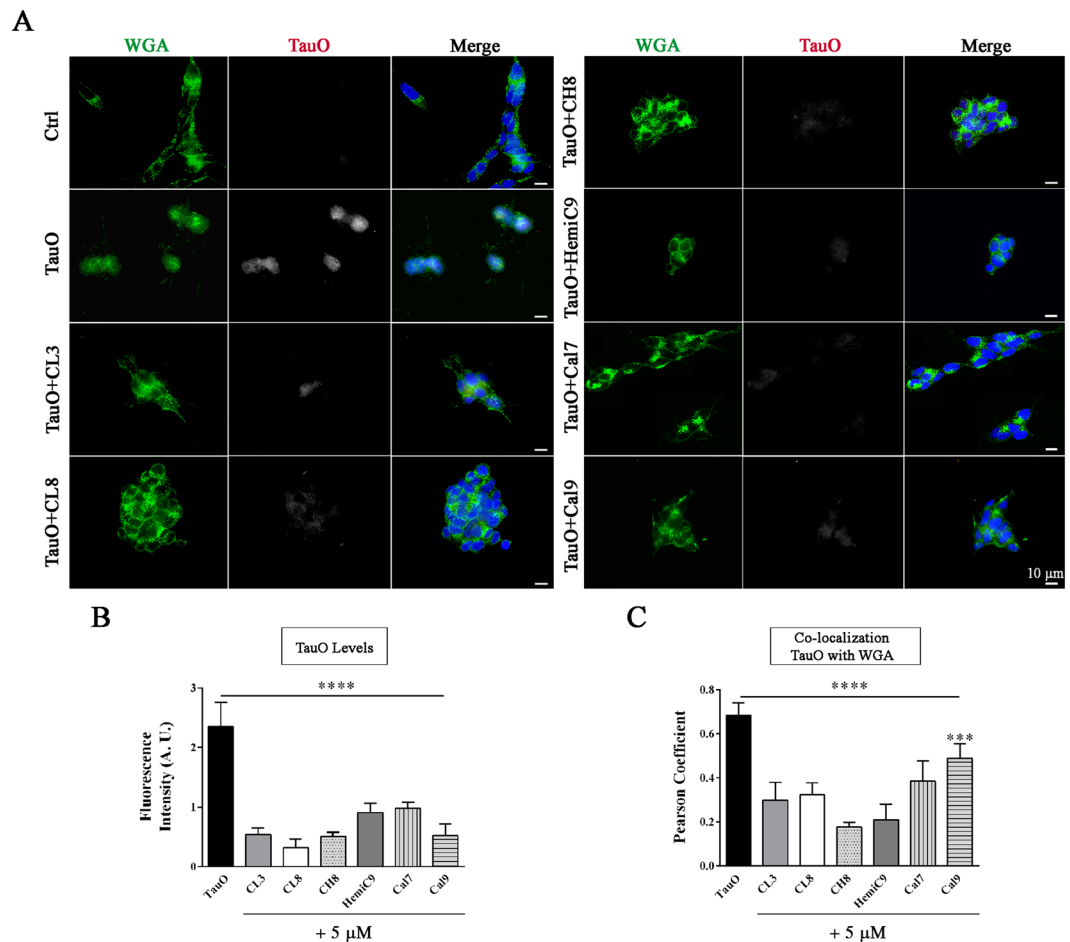 A
WGA
TauO
Merge
WGA
TauO
Merge
Ctrl
TauO
TauO+CL3
TauO+CL8
TauO+CH8
TauO+HemiC9
TauO+Cal7
TauO+Cal9
10 μm
B
TauO Levels
****
Fluorescence
Intensity (A. U.)
3
2
1
0
TauO
CL3
CL8
CH8
HemiC9
Cal7
Cal9
+ 5 μM
C
Co-localization
TauO with WGA
****
***
Pearson Coefficient
0.8
0.6
0.4
0.2
0.0
TauO
CL3
CL8
CH8
HemiC9
Cal7
Cal9
+ 5 μM